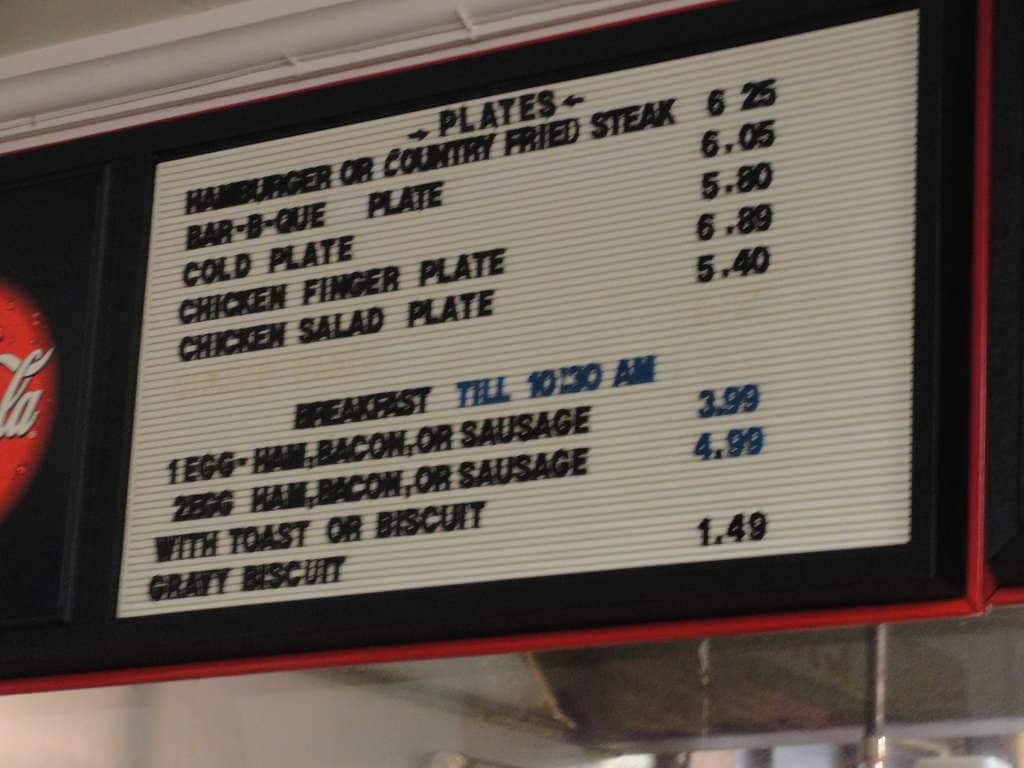 → PLATES ←
HAMBURGER OR COUNTRY FRIED STEAK 6 25
BAR-B-QUE PLATE 6.05
COLD PLATE 5.80
CHICKEN FINGER PLATE 6.89
CHICKEN SALAD PLATE 5.40
BREAKFAST TILL 10:30 AM
1 EGG- HAM, BACON, OR SAUSAGE 3.99
2EGG HAM, BACON, OR SAUSAGE 4.99
WITH TOAST OR BISCUIT
GRAVY BISCUIT 1.49
la